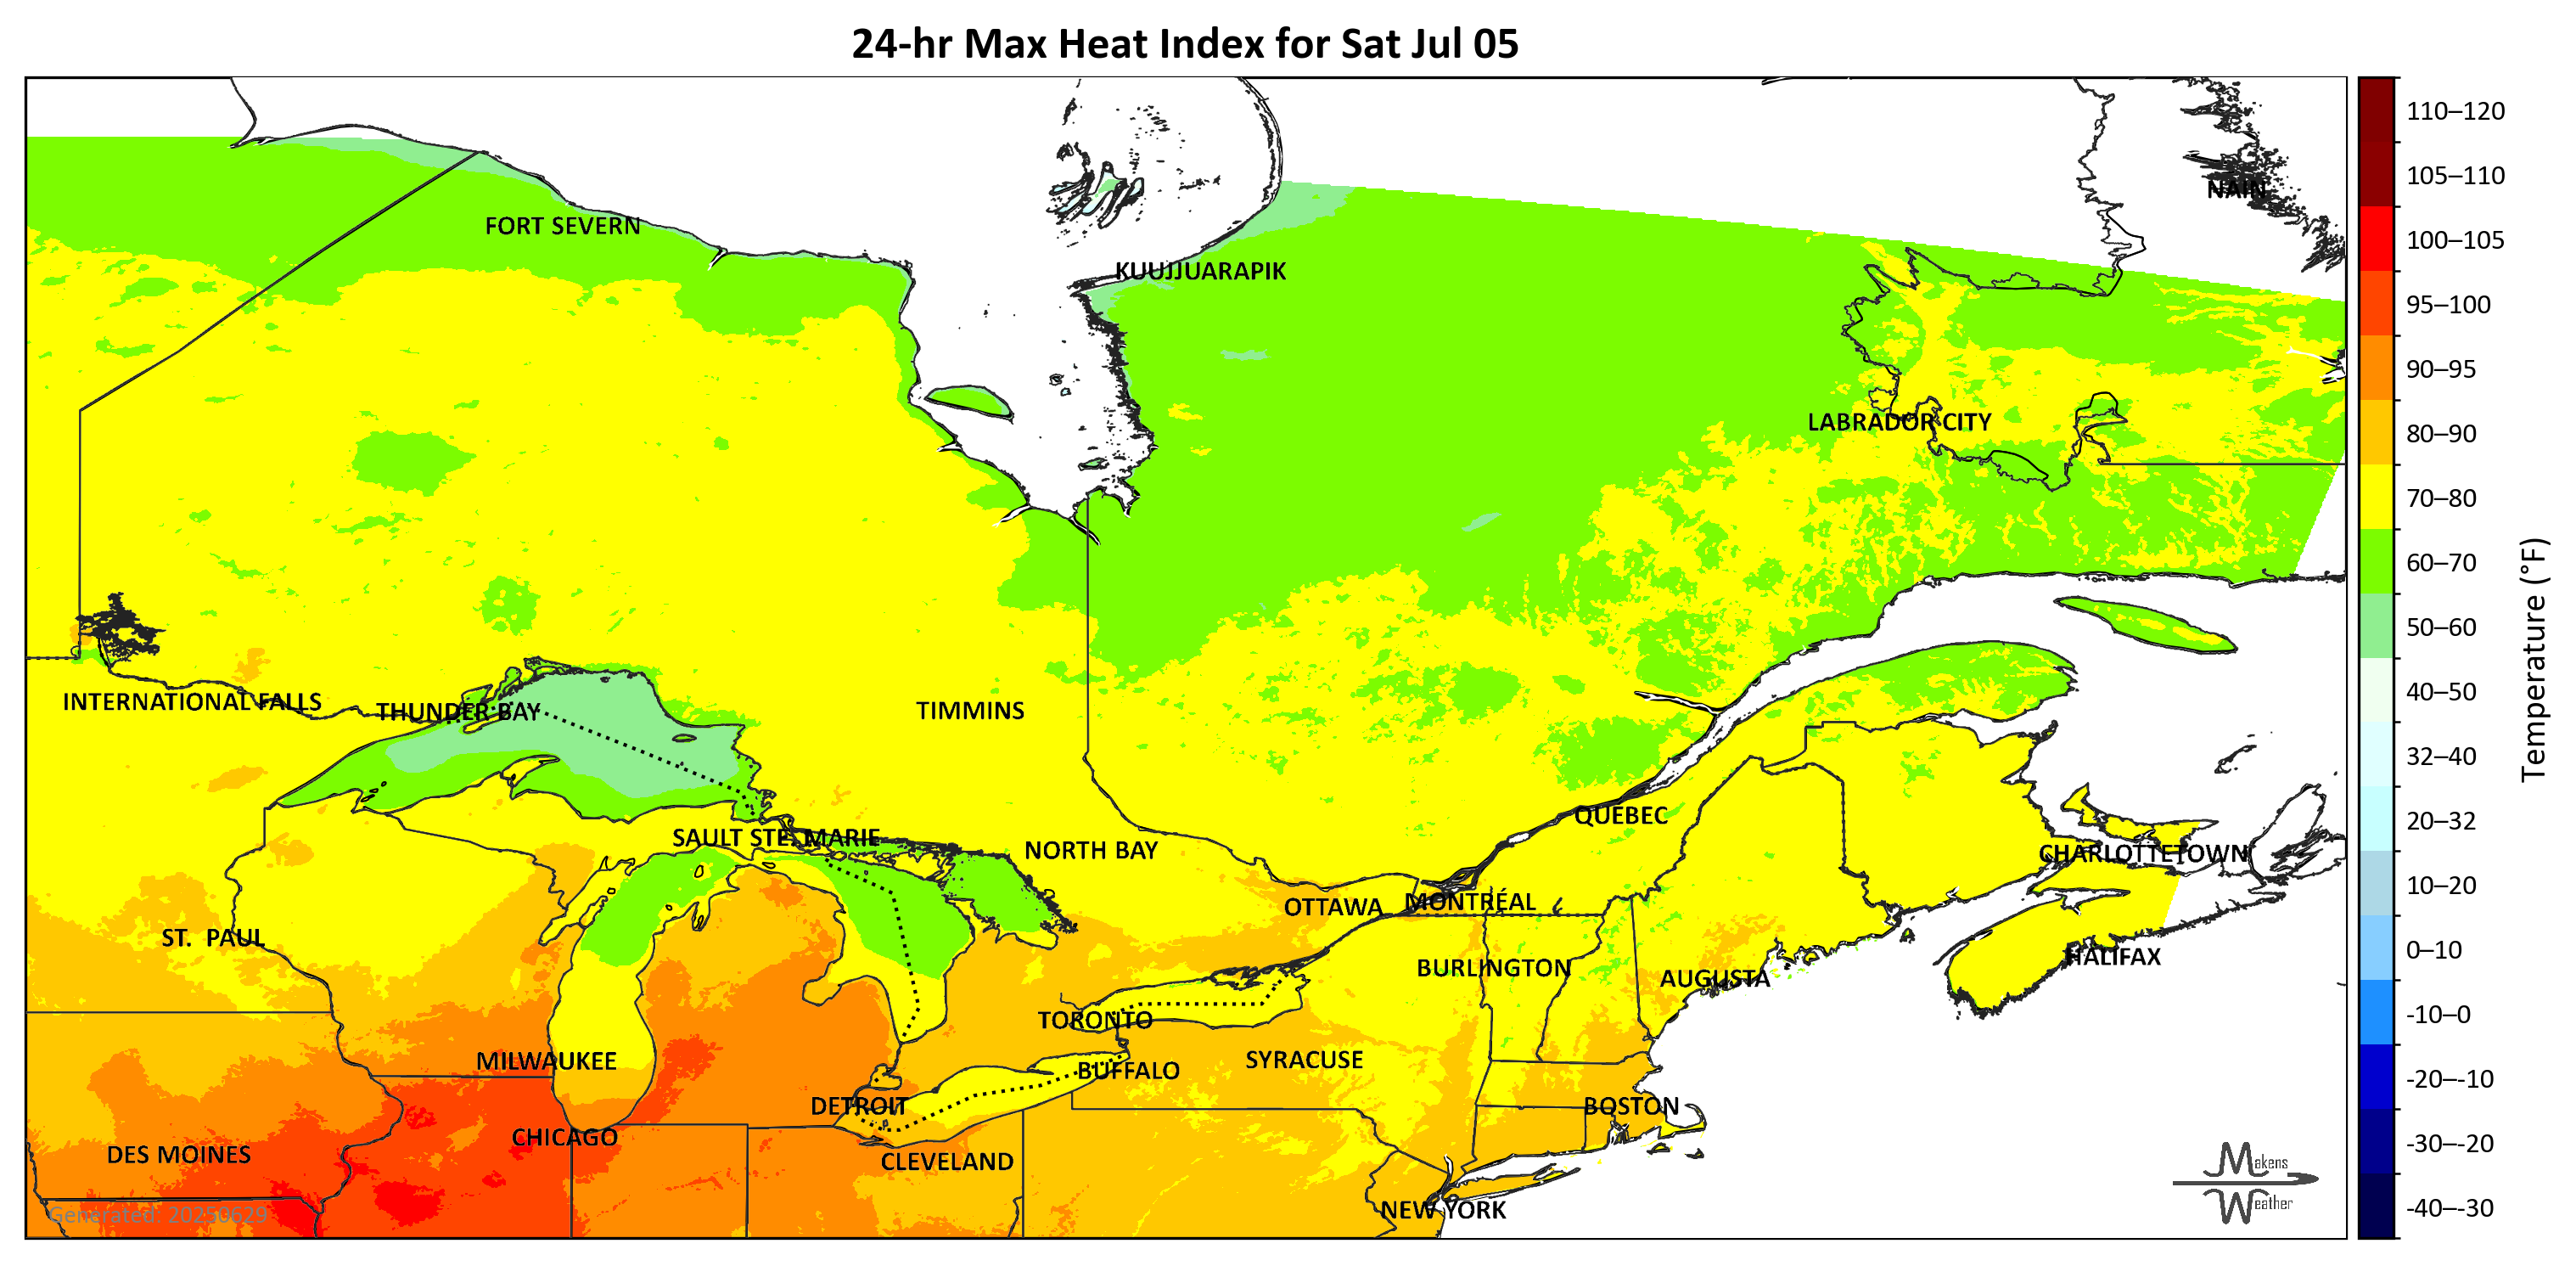 24-hr Max Heat Index for Sat Jul 05
110–120
105–110
NAIN
FORT SEVERN
100–105
KUUJJUARAPIK
95–100
90–95
LABRADOR CITY
80–90
70–80
60–70
Temperature (°F)
50–60
INTERNATIONAL FALLS
THUNDER BAY
TIMMINS
40–50
32–40
QUÉBEC
20–32
SAULT STE. MARIE
NORTH BAY
CHARLOTTETOWN
10–20
OTTAWA
MONTRÉAL
ST. PAUL
0–10
HALIFAX
BURLINGTON
AUGUSTA
TORONTO
-10–0
MILWAUKEE
SYRACUSE
BUFFALO
-20–-10
DETROIT
BOSTON
CHICAGO
-30–-20
DES MOINES
CLEVELAND
Makens
Weather
NEW YORK
-40–-30
Generated: 20250629